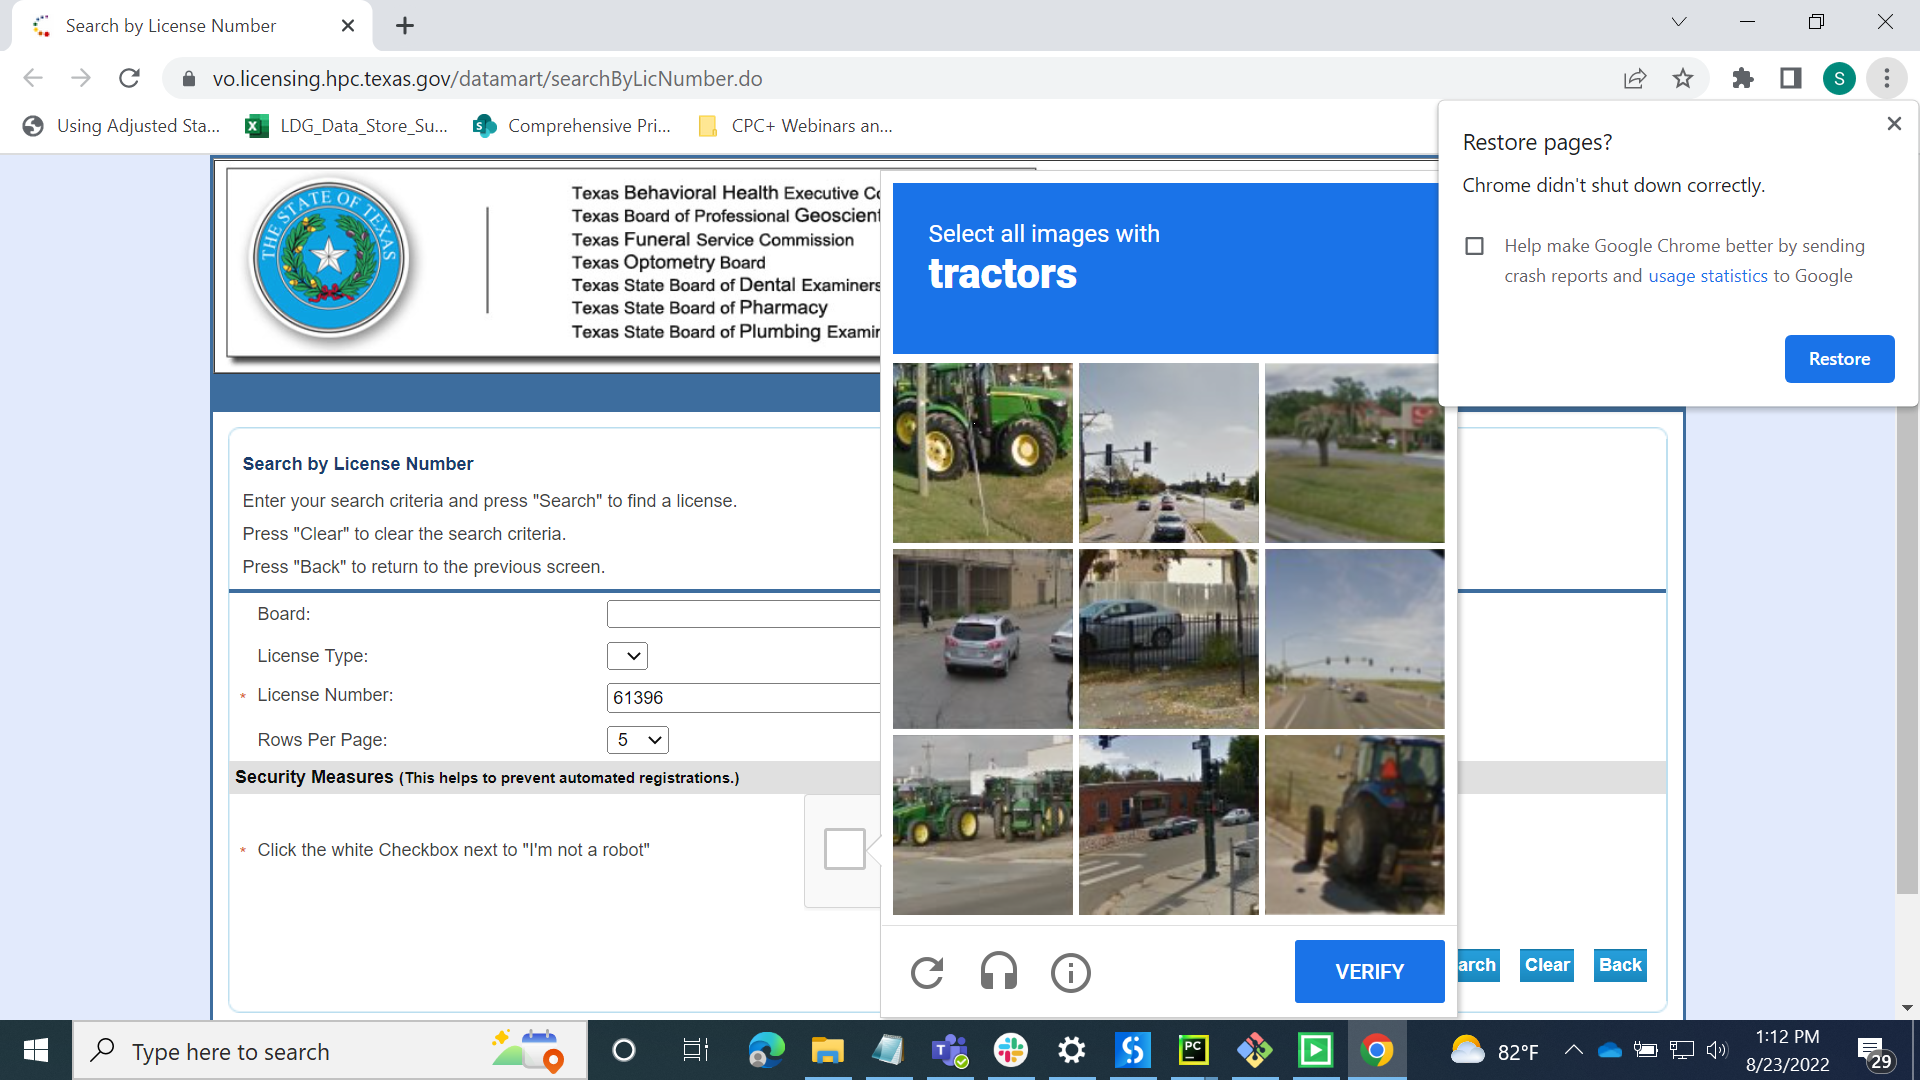 Search by License Number
vo.licensing.hpc.texas.gov/datamart/searchByLicNumber.do
S
Using Adjusted Sta...
LDG_Data_Store_Su...
Comprehensive Pri...
CPC+ Webinars an...
Restore pages?
Chrome didn't shut down correctly.
Help make Google Chrome better by sending
crash reports and usage statistics to Google
Restore
THE STATE OF TEXAS
Texas Behavioral Health Executive
Texas Board of Professional
Texas Funeral Service Commission
Texas Optometry Board
Texas State Board of Dental Examiners
Texas State Board of Pharmacy
Texas State Board of Plumbing
Select all images with
tractors
Search by License Number
Enter your search criteria and press "Search" to find a license.
Press "Clear" to clear the search criteria.
Press "Back" to return to the previous screen.
Board:
License Type:
* License Number:
61396
Rows Per Page:
5
Security Measures (This helps to prevent automated registrations.)
* Click the white Checkbox next to "I'm not a robot"
VERIFY
arch
Clear
Back
Type here to search
PC
82°F
1:12 PM
8/23/2022
29